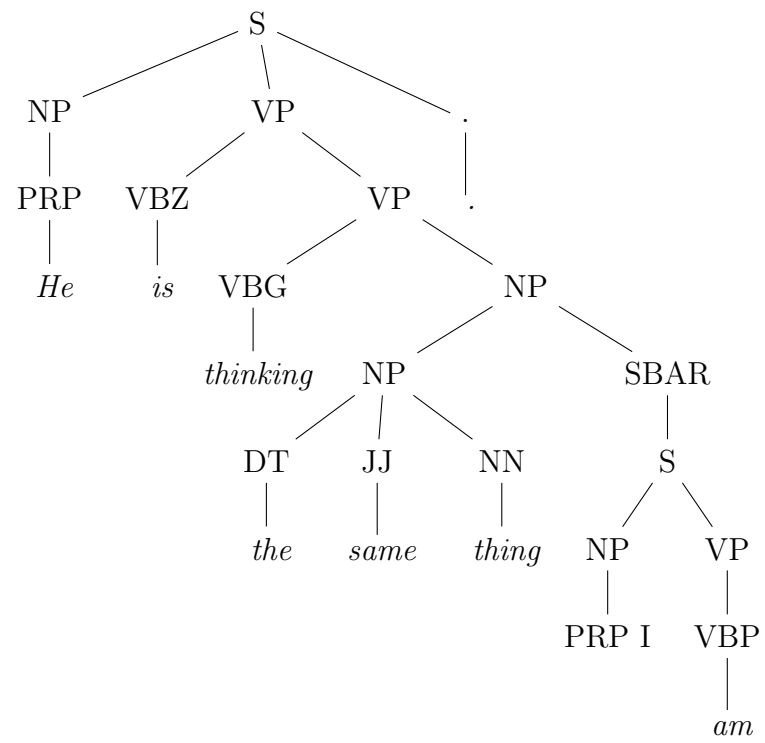 S
NP VP .
PRP VBZ VP .
He is VBG NP
thinking NP SBAR
DT JJ NN S
the same thing NP VP
PRP I VBP
am